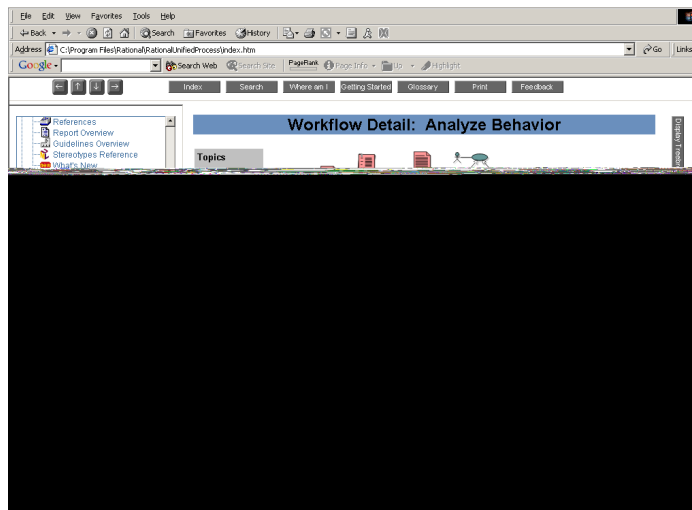 File Edit View Favorites Tools Help
Back Search Favorites History
Address C:\Program Files\Rational\RationalUnifiedProcess\index.htm Go Links
Google Search Web Search Site PageRank Page Info Up Highlight
Index Search Where am I Getting Started Glossary Print Feedback
References
Report Overview
Guidelines Overview
Stereotypes Reference
What's New
Workflow Detail: Analyze Behavior
Topics